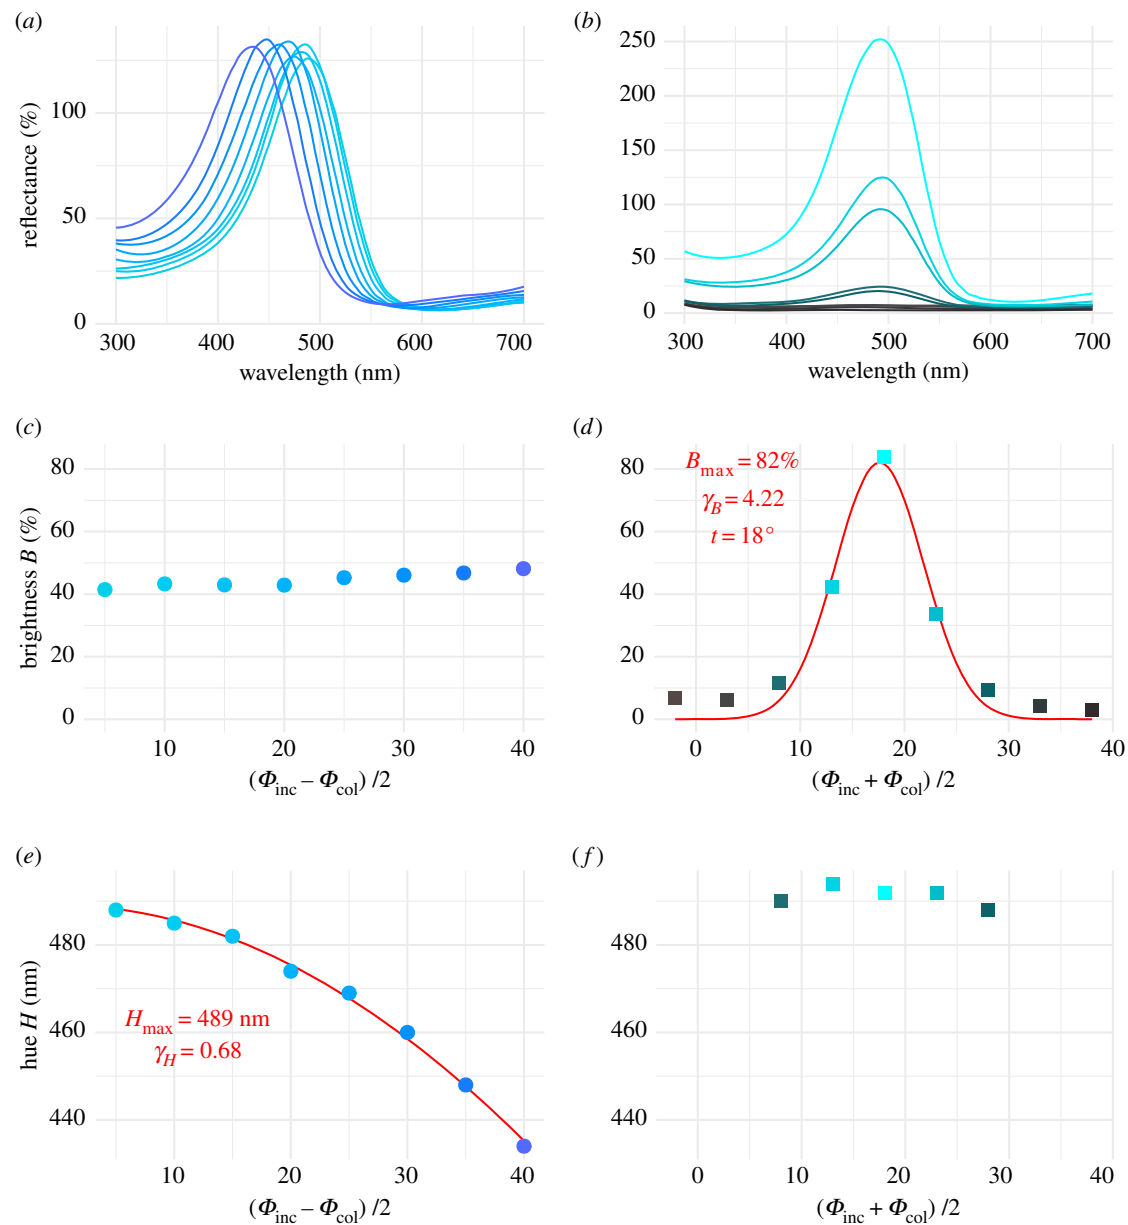 (a)
reflectance (%)
100
50
0
300 400 500 600 700
wavelength (nm)
(b)
250
200
150
100
50
0
300 400 500 600 700
wavelength (nm)
(c)
brightness B (%)
80
60
40
20
0
10 20 30 40
(Φinc – Φcol) /2
(d)
80
60
40
20
0
Bmax = 82%
γB = 4.22
t = 18°
0 10 20 30 40
(Φinc + Φcol) /2
(e)
hue H (nm)
480
460
440
Hmax = 489 nm
γH = 0.68
10 20 30 40
(Φinc – Φcol) /2
(f)
480
460
440
0 10 20 30 40
(Φinc + Φcol) /2